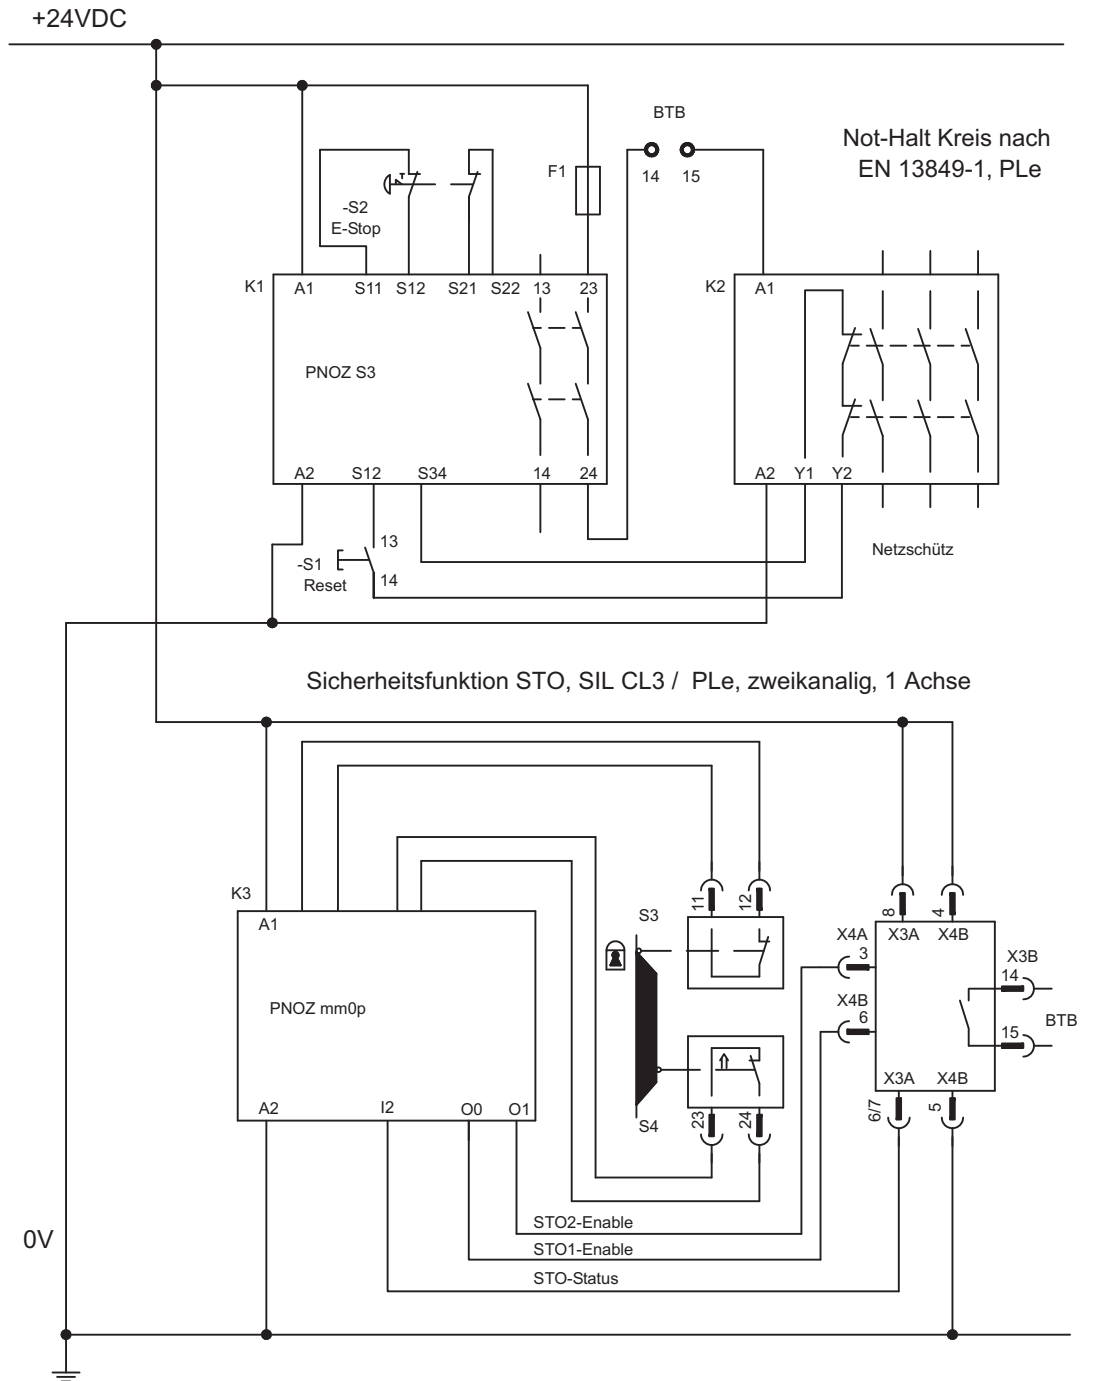 +24VDC
BTB
Not-Halt Kreis nach
EN 13849-1, PLe
F1
14 15
-S2
E-Stop
K1
A1 S11 S12 S21 S22 13 23
K2
A1
PNOZ S3
A2 S12 S34 14 24
A2 Y1 Y2
13
-S1
14
Reset
Netzschütz
Sicherheitsfunktion STO, SIL CL3 / PLe, zweikanalig, 1 Achse
K3
A1
11
12
8
4
S3
X4A
3
X3A X4B
X3B
14
PNOZ mm0p
X4B
6
15
BTB
X3A X4B
A2 I2 O0 O1
23
24
6/7
5
S4
STO2-Enable
0V
STO1-Enable
STO-Status